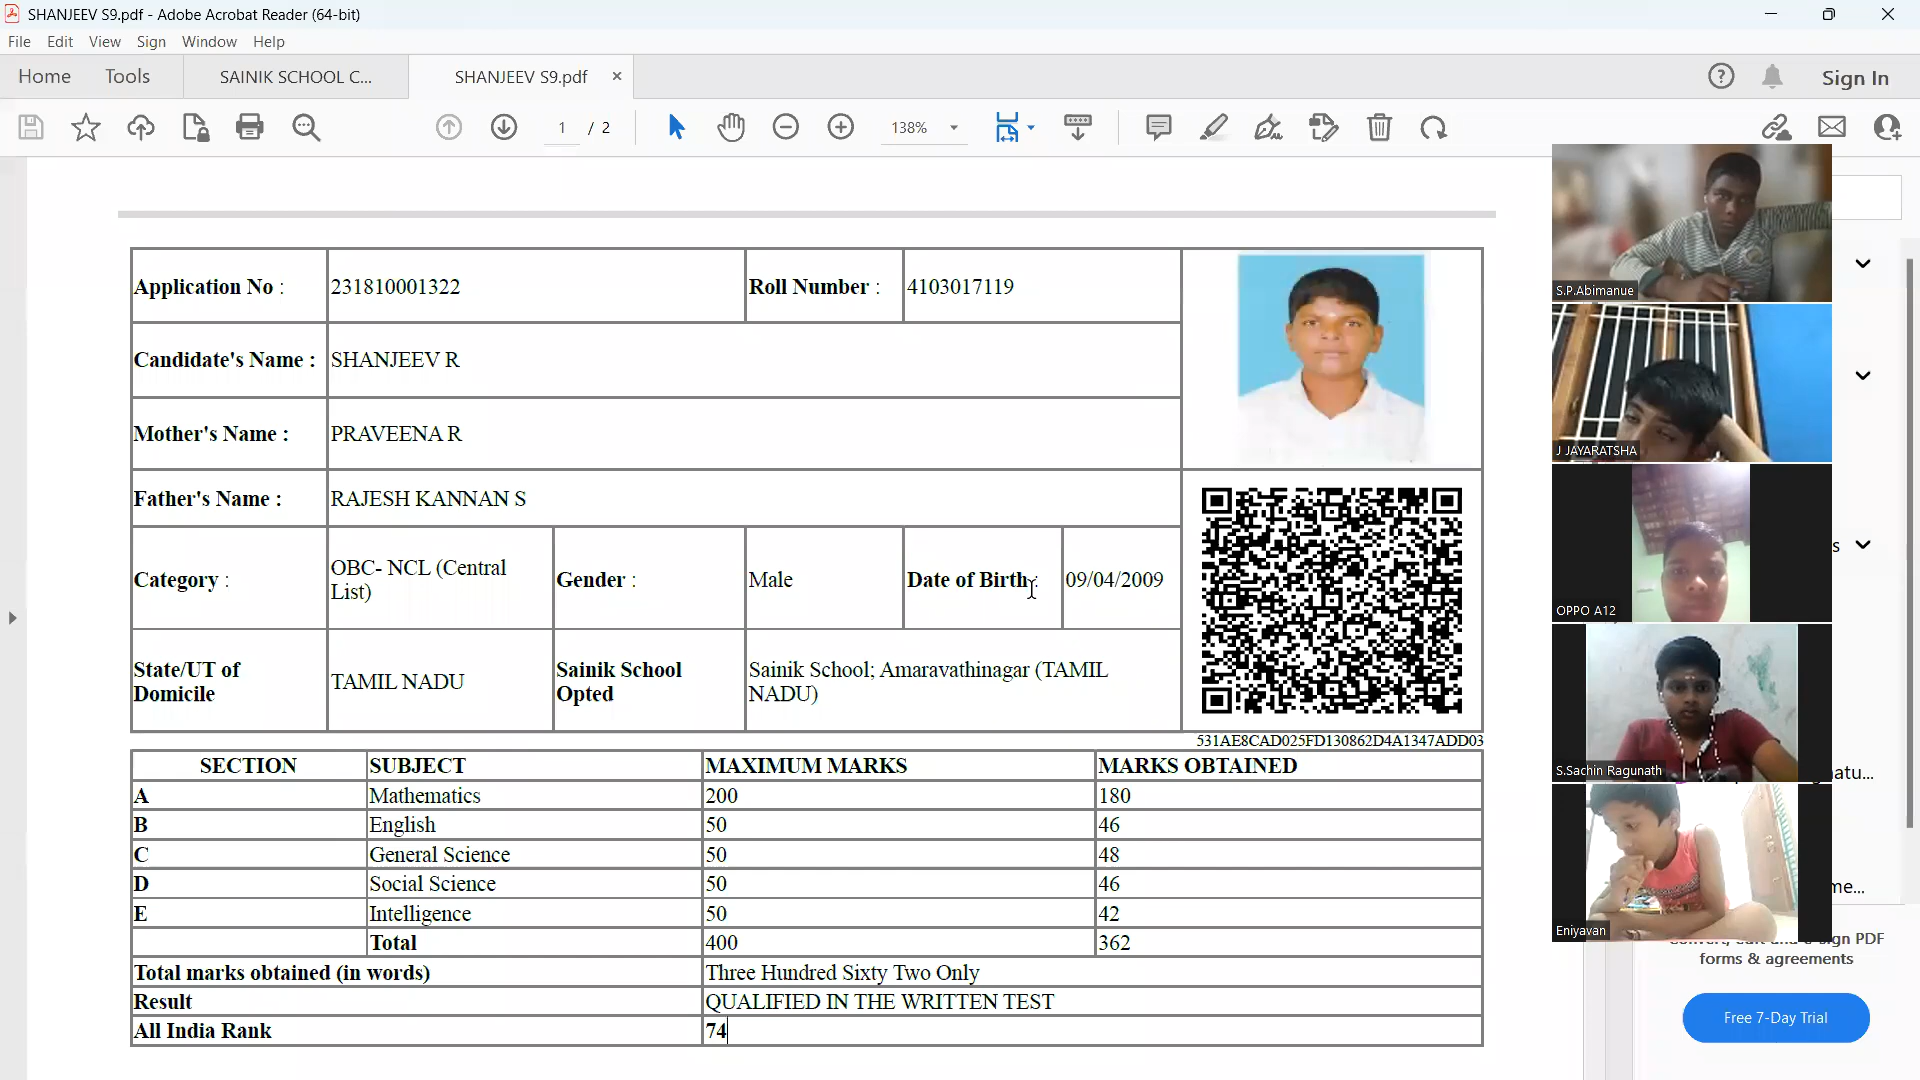 SHANJEEV S9.pdf - Adobe Acrobat Reader (64-bit)
File Edit View Sign Window Help
Home Tools SAINIK SCHOOL C... SHANJEEV S9.pdf × Sign In
1 / 2 138%
Application No : 231810001322 Roll Number : 4103017119
Candidate's Name : SHANJEEV R
Mother's Name : PRAVEENA R
Father's Name : RAJESH KANNAN S
Category : OBC- NCL (Central List) Gender : Male Date of Birth : 09/04/2009
State/UT of Domicile TAMIL NADU Sainik School Opted Sainik School; Amaravathinagar (TAMIL NADU)
531AE8CAD025FD130862D4A1347ADD03
SECTION SUBJECT MAXIMUM MARKS MARKS OBTAINED
A Mathematics 200 180
B English 50 46
C General Science 50 48
D Social Science 50 46
E Intelligence 50 42
Total 400 362
Total marks obtained (in words) Three Hundred Sixty Two Only
Result QUALIFIED IN THE WRITTEN TEST
All India Rank 74
S.P.Abimanue
J JAYARATSHA
OPPO A12
S.Sachin Ragunath
Eniyavan
s
atu...
me...
gn PDF
forms & agreements
Free 7-Day Trial